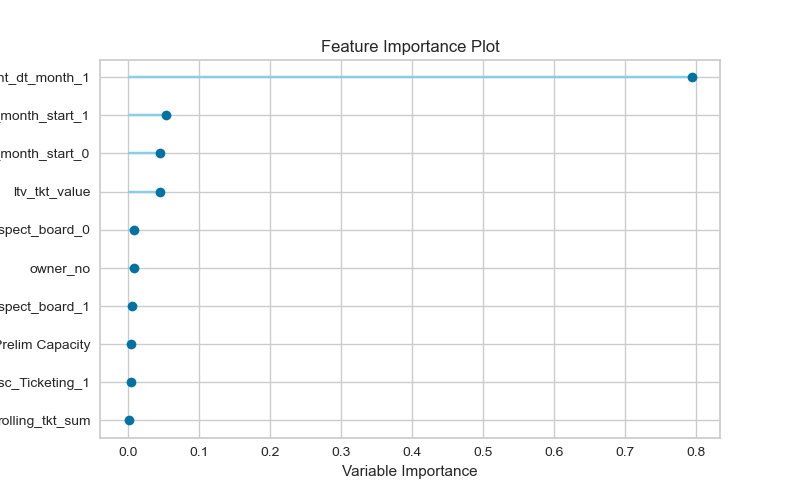 Feature Importance Plot
nt_dt_month_1
month_start_1
month_start_0
ltv_tkt_value
spect_board_0
owner_no
spect_board_1
Prelim Capacity
sc_Ticketing_1
rolling_tkt_sum
0.0 0.1 0.2 0.3 0.4 0.5 0.6 0.7 0.8
Variable Importance